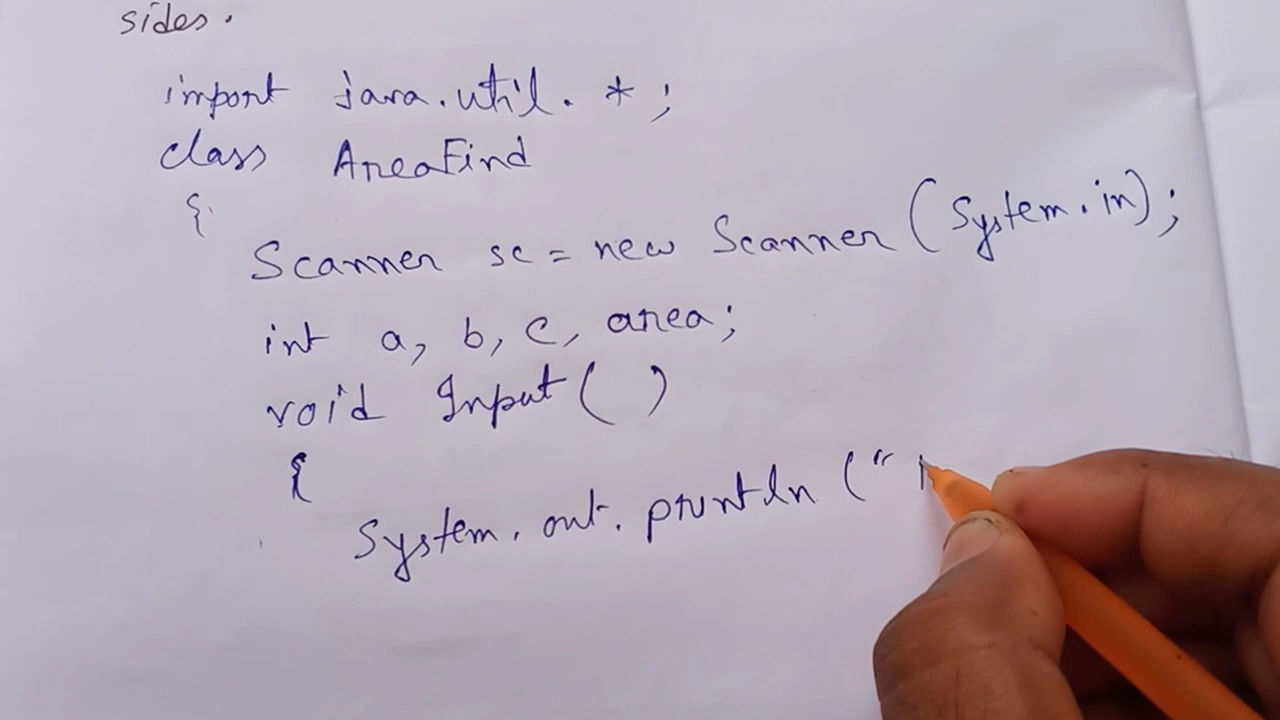 sides.
import java.util.*;
class AreaFind
{
Scanner sc = new Scanner (System.in);
int a, b, c, area;
void Input( )
{
System.out.println ("